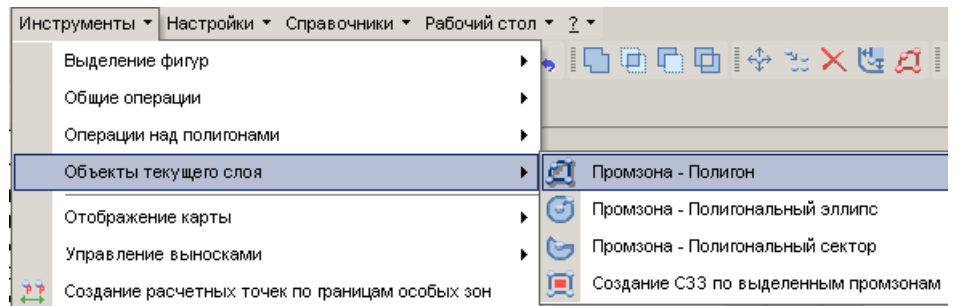 Инструменты Настройки Справочники Рабочий стол ?
Выделение фигур
Общие операции
Операции над полигонами
Объекты текущего слоя
Промзона - Полигон
Отображение карты
Промзона - Полигональный эллипс
Управление выносками
Промзона - Полигональный сектор
Создание расчетных точек по границам особых зон
Создание СЗЗ по выделенным промзонам